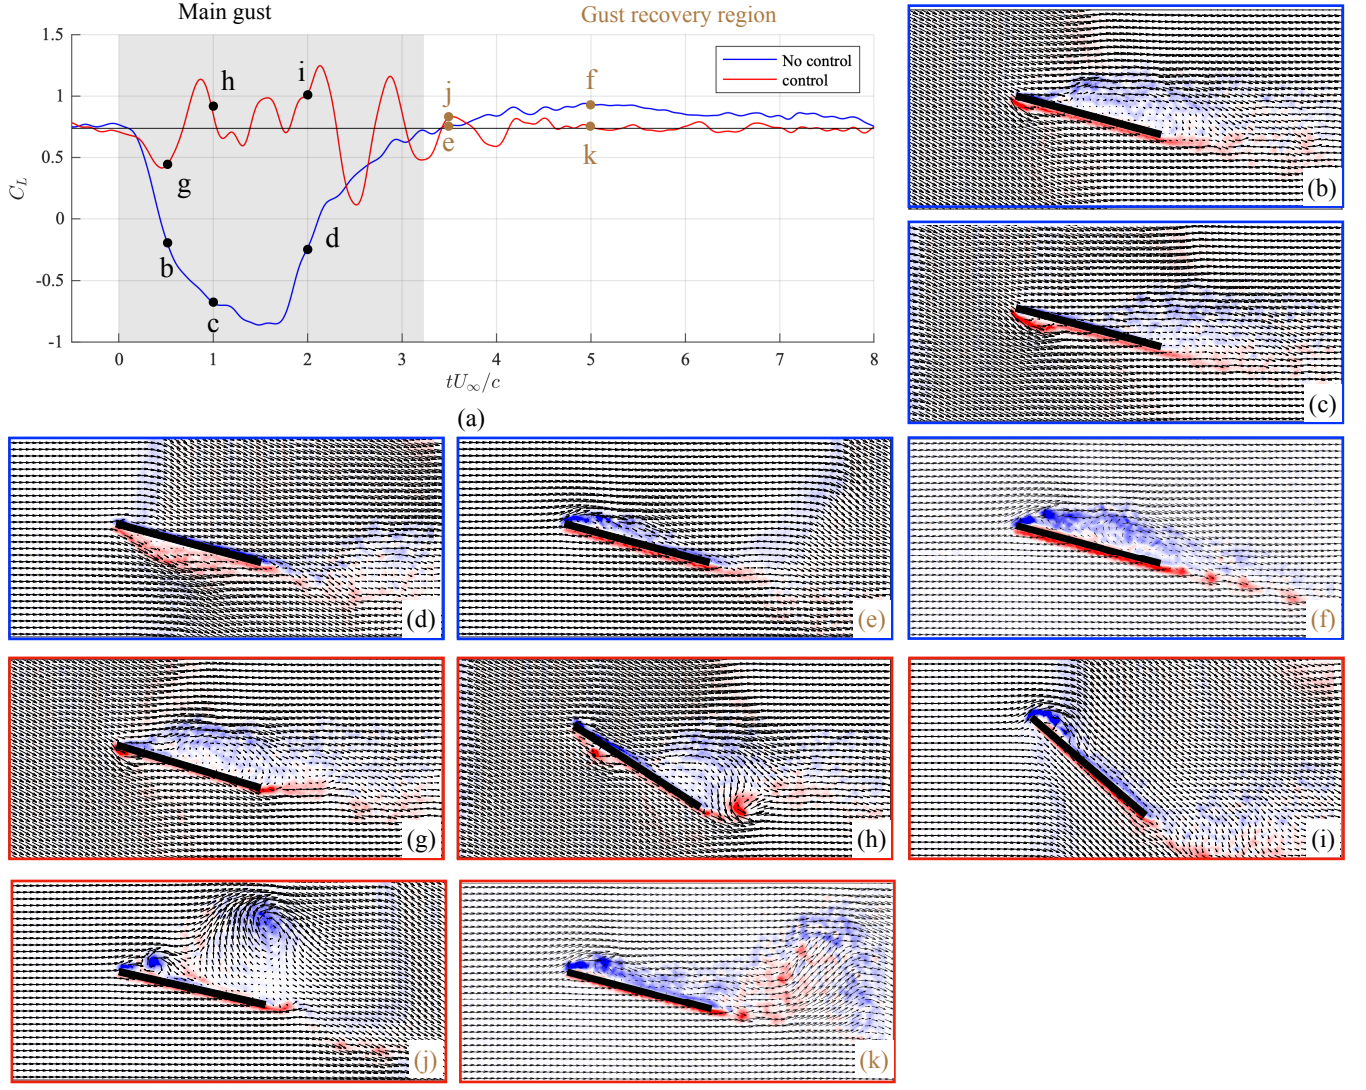 Main gust
Gust recovery region
1.5
1
0.5
0
-0.5
-1
C_L
0 1 2 3 4 5 6 7 8
tU_∞/c
No control
control
h
i
g
b
c
d
j
e
f
k
(a)
(b)
(c)
(d)
(e)
(f)
(g)
(h)
(i)
(j)
(k)